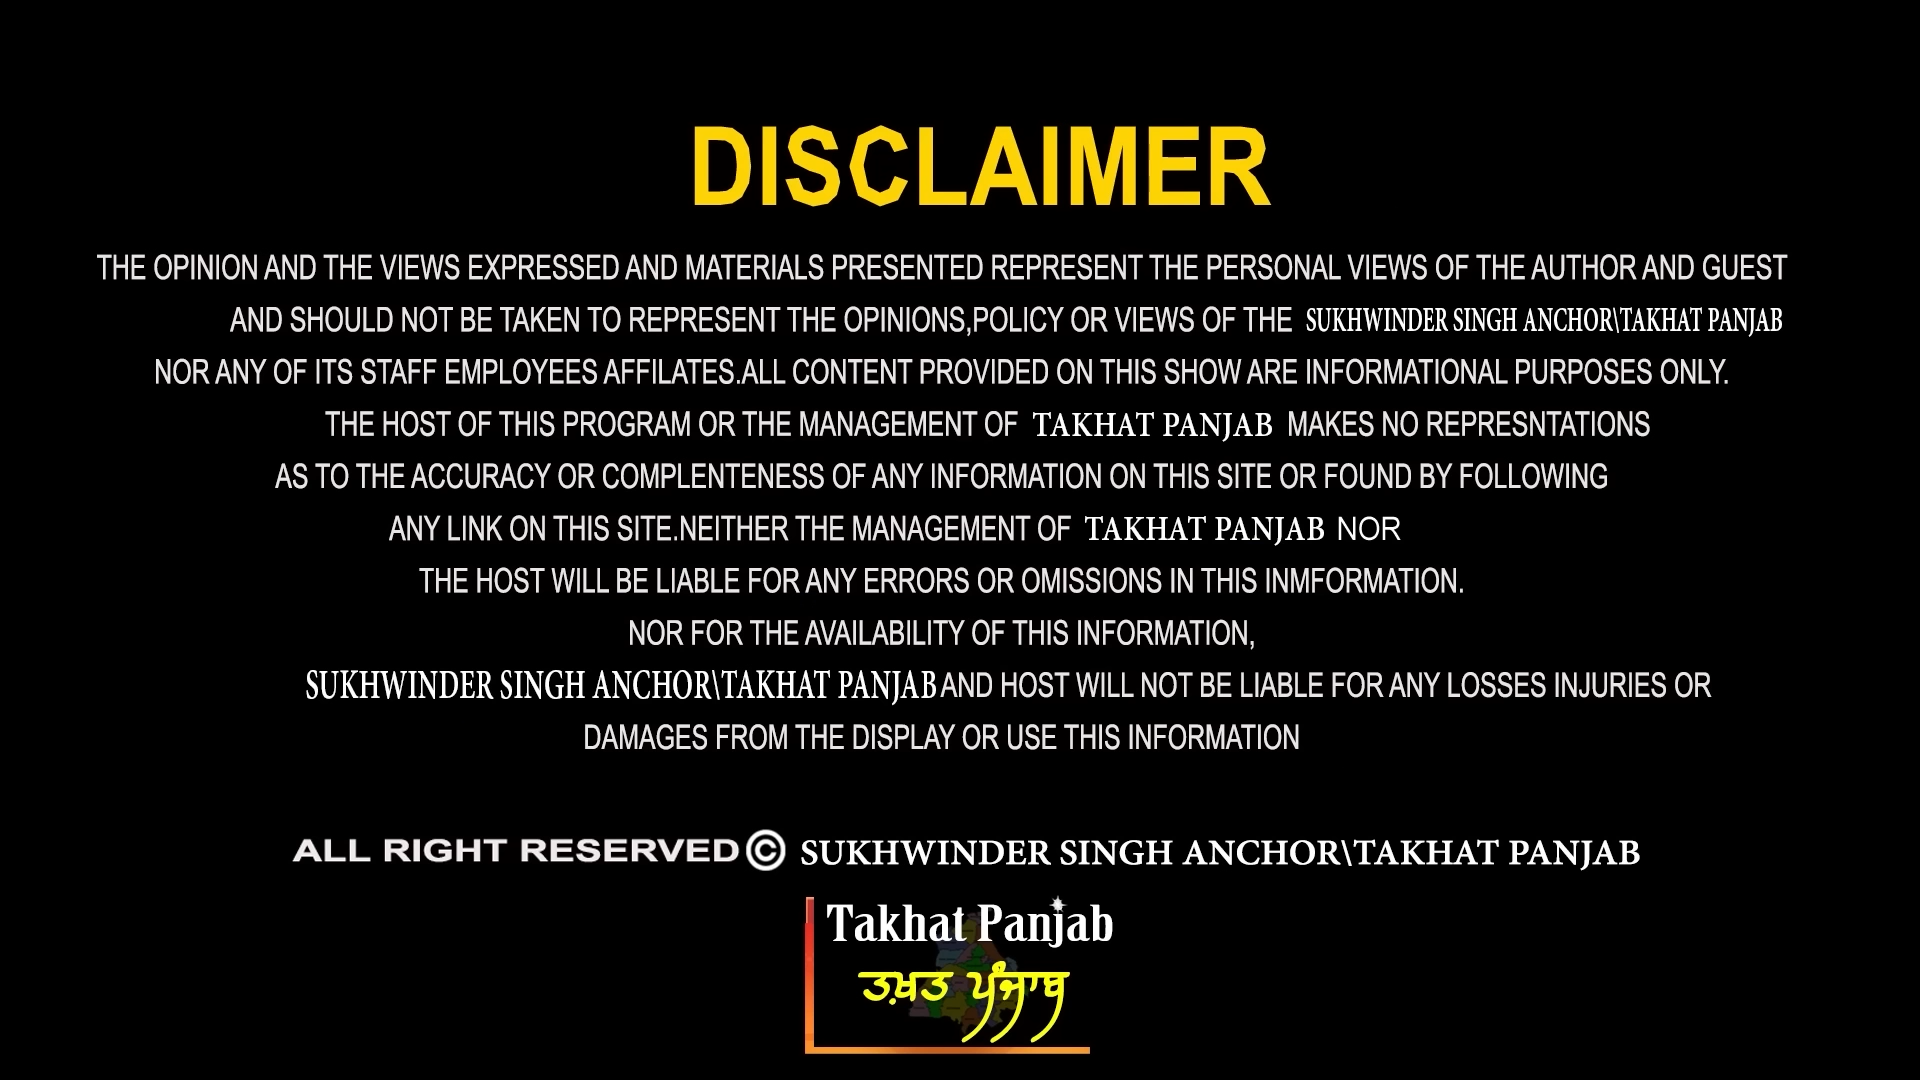 DISCLAIMER
THE OPINION AND THE VIEWS EXPRESSED AND MATERIALS PRESENTED REPRESENT THE PERSONAL VIEWS OF THE AUTHOR AND GUEST
AND SHOULD NOT BE TAKEN TO REPRESENT THE OPINIONS,POLICY OR VIEWS OF THE SUKHWINDER SINGH ANCHOR\TAKHAT PANJAB
NOR ANY OF ITS STAFF EMPLOYEES AFFILATES.ALL CONTENT PROVIDED ON THIS SHOW ARE INFORMATIONAL PURPOSES ONLY.
THE HOST OF THIS PROGRAM OR THE MANAGEMENT OF TAKHAT PANJAB MAKES NO REPRESNTATIONS
AS TO THE ACCURACY OR COMPLENTENESS OF ANY INFORMATION ON THIS SITE OR FOUND BY FOLLOWING
ANY LINK ON THIS SITE.NEITHER THE MANAGEMENT OF TAKHAT PANJAB NOR
THE HOST WILL BE LIABLE FOR ANY ERRORS OR OMISSIONS IN THIS INMFORMATION.
NOR FOR THE AVAILABILITY OF THIS INFORMATION,
SUKHWINDER SINGH ANCHOR\TAKHAT PANJAB AND HOST WILL NOT BE LIABLE FOR ANY LOSSES INJURIES OR
DAMAGES FROM THE DISPLAY OR USE THIS INFORMATION
ALL RIGHT RESERVED © SUKHWINDER SINGH ANCHOR\TAKHAT PANJAB
Takhat Panjab
ਤਖ਼ਤ ਪੰਜਾਬ